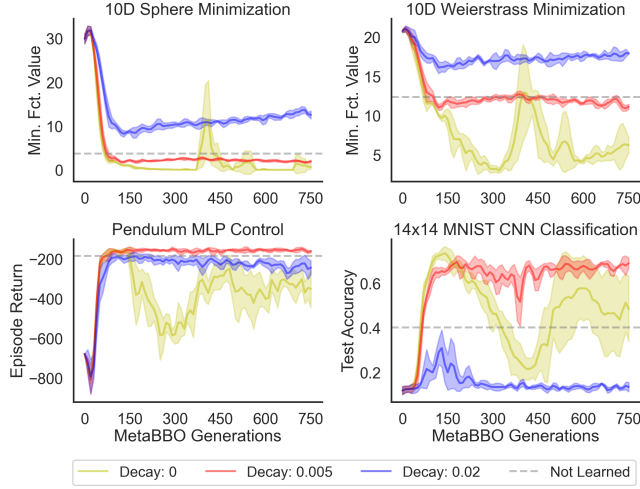 10D Sphere Minimization
Min. Fct. Value
30
20
10
0
0 150 300 450 600 750
10D Weierstrass Minimization
Min. Fct. Value
20
15
10
5
0 150 300 450 600 750
Pendulum MLP Control
Episode Return
−200
−400
−600
−800
0 150 300 450 600 750
MetaBBO Generations
14x14 MNIST CNN Classification
Test Accuracy
0.6
0.4
0.2
0 150 300 450 600 750
MetaBBO Generations
Decay: 0 Decay: 0.005 Decay: 0.02 Not Learned